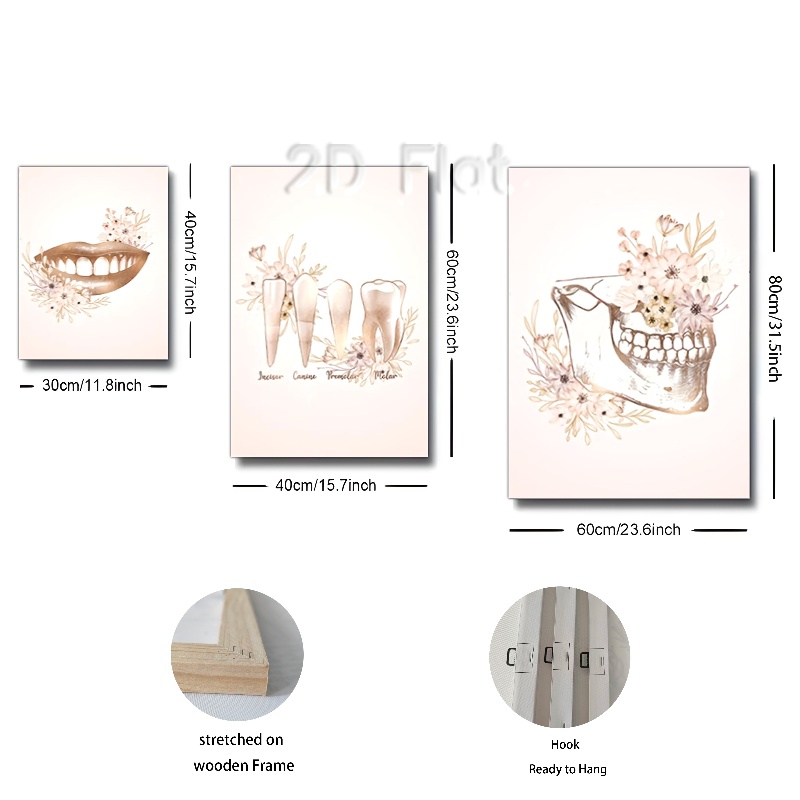 2D Flat
40cm/15.7inch
30cm/11.8inch
60cm/23.6inch
40cm/15.7inch
80cm/31.5inch
60cm/23.6inch
Incisor Canine Premolar Molar
stretched on
wooden Frame
Hook
Ready to Hang